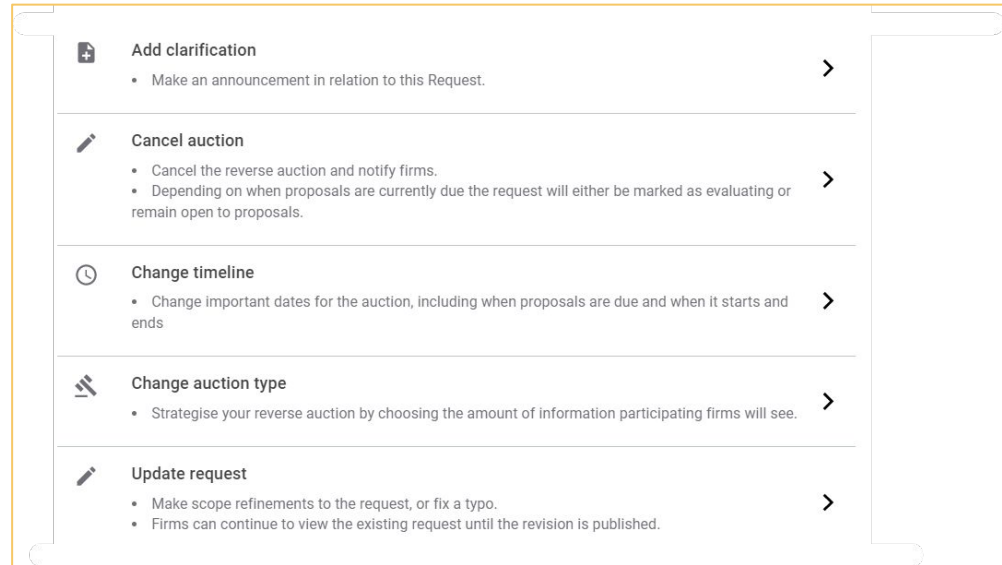 Add clarification
• Make an announcement in relation to this Request.
Cancel auction
• Cancel the reverse auction and notify firms.
• Depending on when proposals are currently due the request will either be marked as evaluating or
remain open to proposals.
Change timeline
• Change important dates for the auction, including when proposals are due and when it starts and
ends
Change auction type
• Strategise your reverse auction by choosing the amount of information participating firms will see.
Update request
• Make scope refinements to the request, or fix a typo.
• Firms can continue to view the existing request until the revision is published.